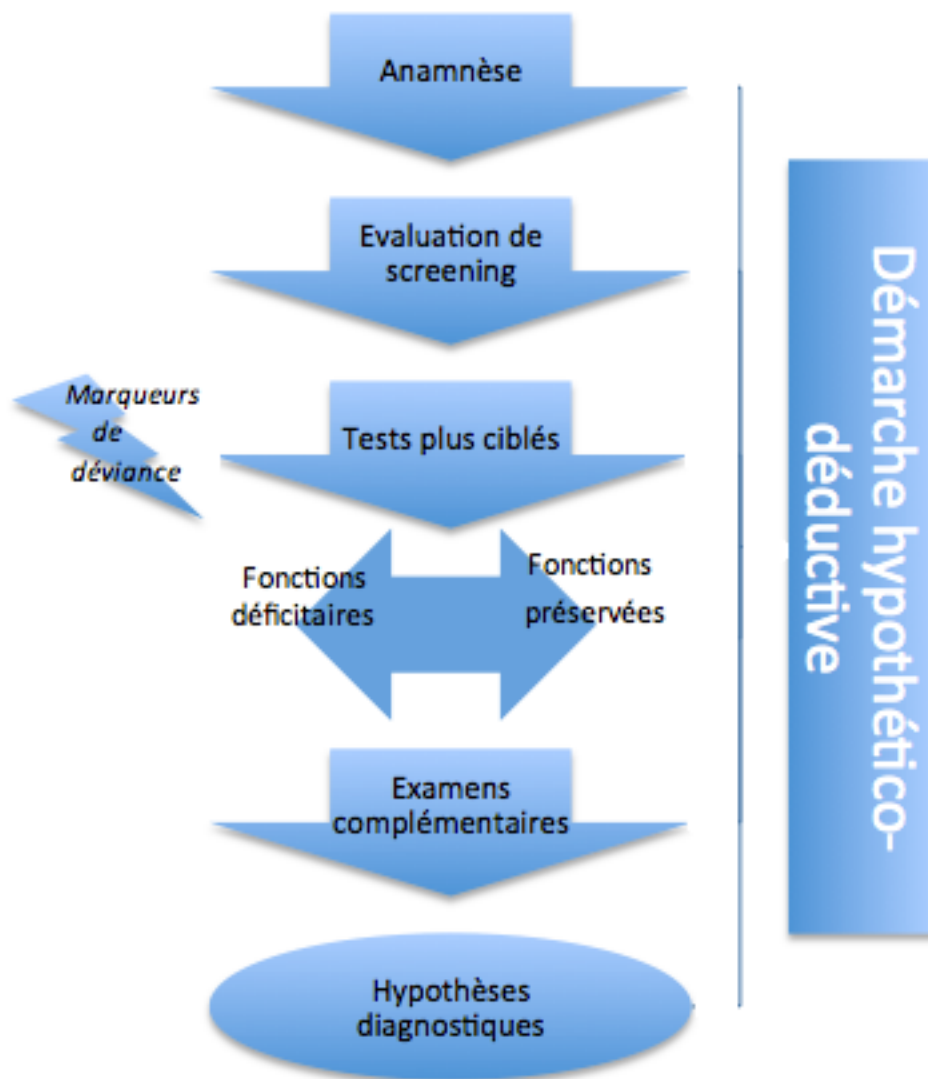 Anamnèse
Evaluation de
screening
Marqueurs
de
déviance
Tests plus ciblés
Fonctions
déficitaires
Fonctions
préservées
Examens
complémentaires
Hypothèses
diagnostiques
Démarche hypothético-
déductive